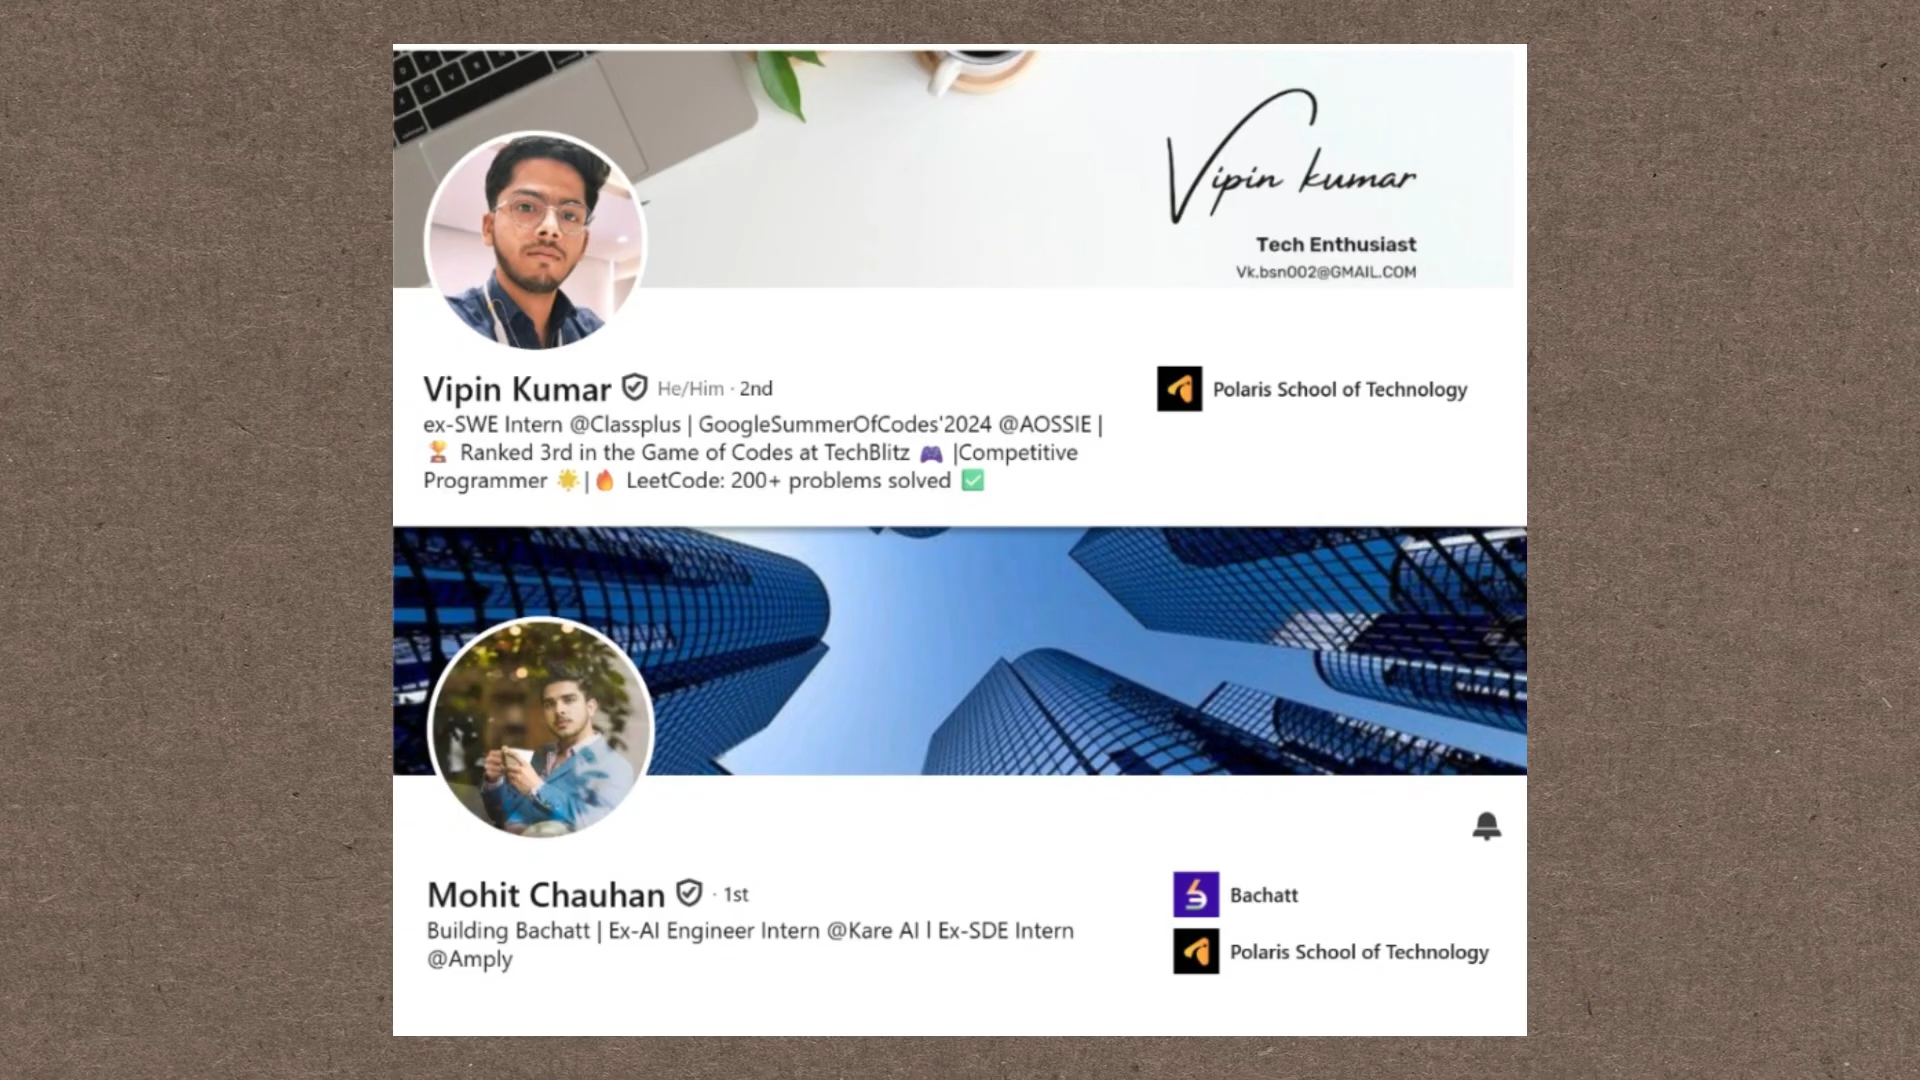 Vipin kumar
Tech Enthusiast
Vk.bsn002@GMAIL.COM
Vipin Kumar He/Him · 2nd
Polaris School of Technology
ex-SWE Intern @Classplus | GoogleSummerOfCodes'2024 @AOSSIE |
🏆 Ranked 3rd in the Game of Codes at TechBlitz 🎮 |Competitive
Programmer 🌟|🔥 LeetCode: 200+ problems solved ✅
Mohit Chauhan · 1st
Bachatt
Building Bachatt | Ex-AI Engineer Intern @Kare AI l Ex-SDE Intern
@Amply
Polaris School of Technology